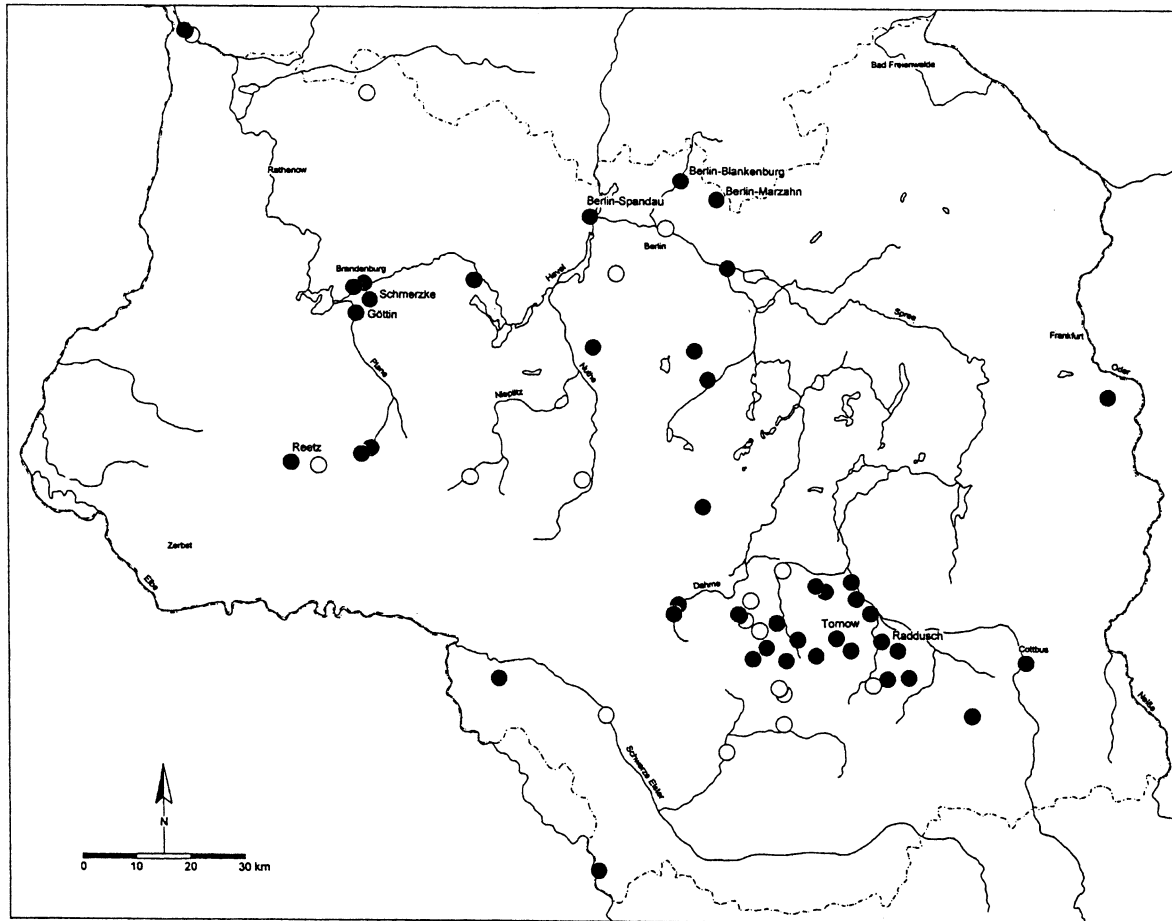 Bad Freienwalde
Rathenow
Berlin-Blankenburg
Berlin-Marzahn
Berlin-Spandau
Berlin
Havel
Brandenburg
Schmerzke
Göttin
Spree
Frankfurt
Oder
Plane
Nieplitz
Nuthe
Reetz
Zerbst
Elbe
Dahme
Tornow
Raddusch
Cottbus
Neiße
Schwarze Elster
N
0 10 20 30 km